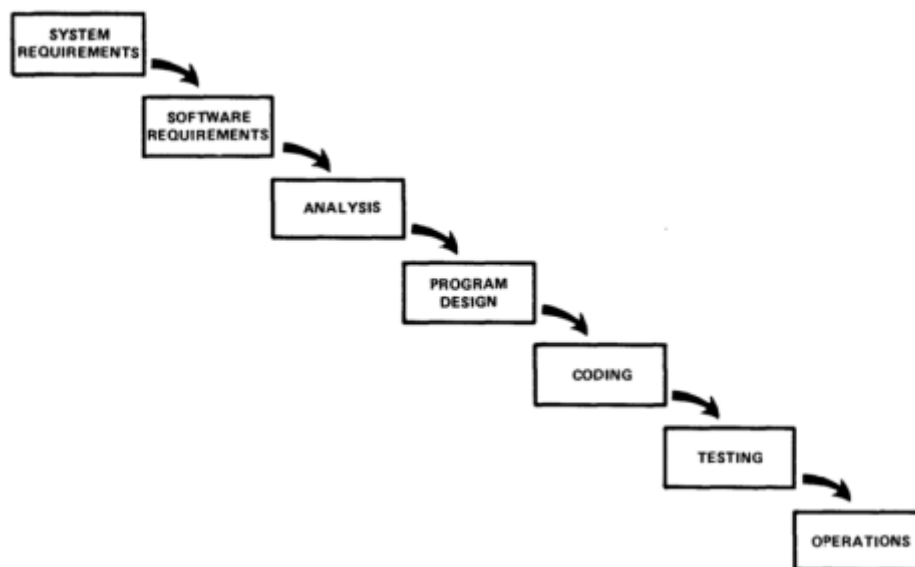 SYSTEM
REQUIREMENTS
SOFTWARE
REQUIREMENTS
ANALYSIS
PROGRAM
DESIGN
CODING
TESTING
OPERATIONS